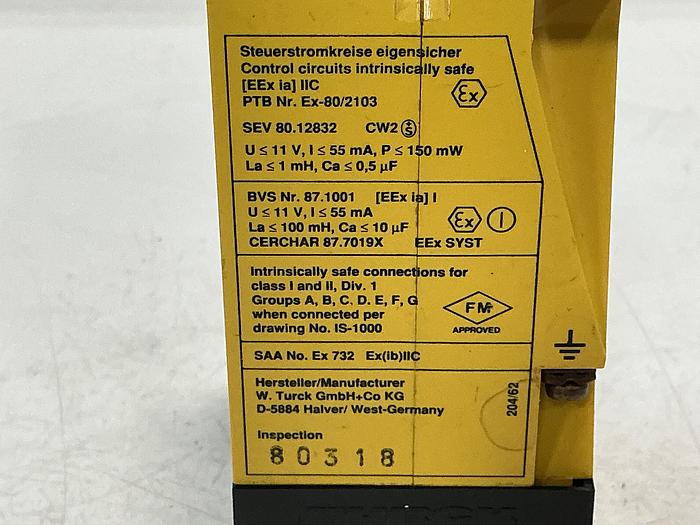 Steuerstromkreise eigensicher
Control circuits intrinsically safe
[EEx ia] IIC
PTB Nr. Ex-80/2103
Ex
SEV 80.12832 CW2 S
U ≤ 11 V, I ≤ 55 mA, P ≤ 150 mW
La ≤ 1 mH, Ca ≤ 0,5 µF
BVS Nr. 87.1001 [EEx ia] I
U ≤ 11 V, I ≤ 55 mA
La ≤ 100 mH, Ca ≤ 10 µF
Ex I
CERCHAR 87.7019X EEx SYST
Intrinsically safe connections for
class I and II, Div. 1
Groups A, B, C, D, E, F, G
when connected per
drawing No. IS-1000
FM
APPROVED
SAA No. Ex 732 Ex(ib)IIC
Hersteller/Manufacturer
W. Turck GmbH+Co KG
D-5884 Halver/ West-Germany
204/62
Inspection
80318